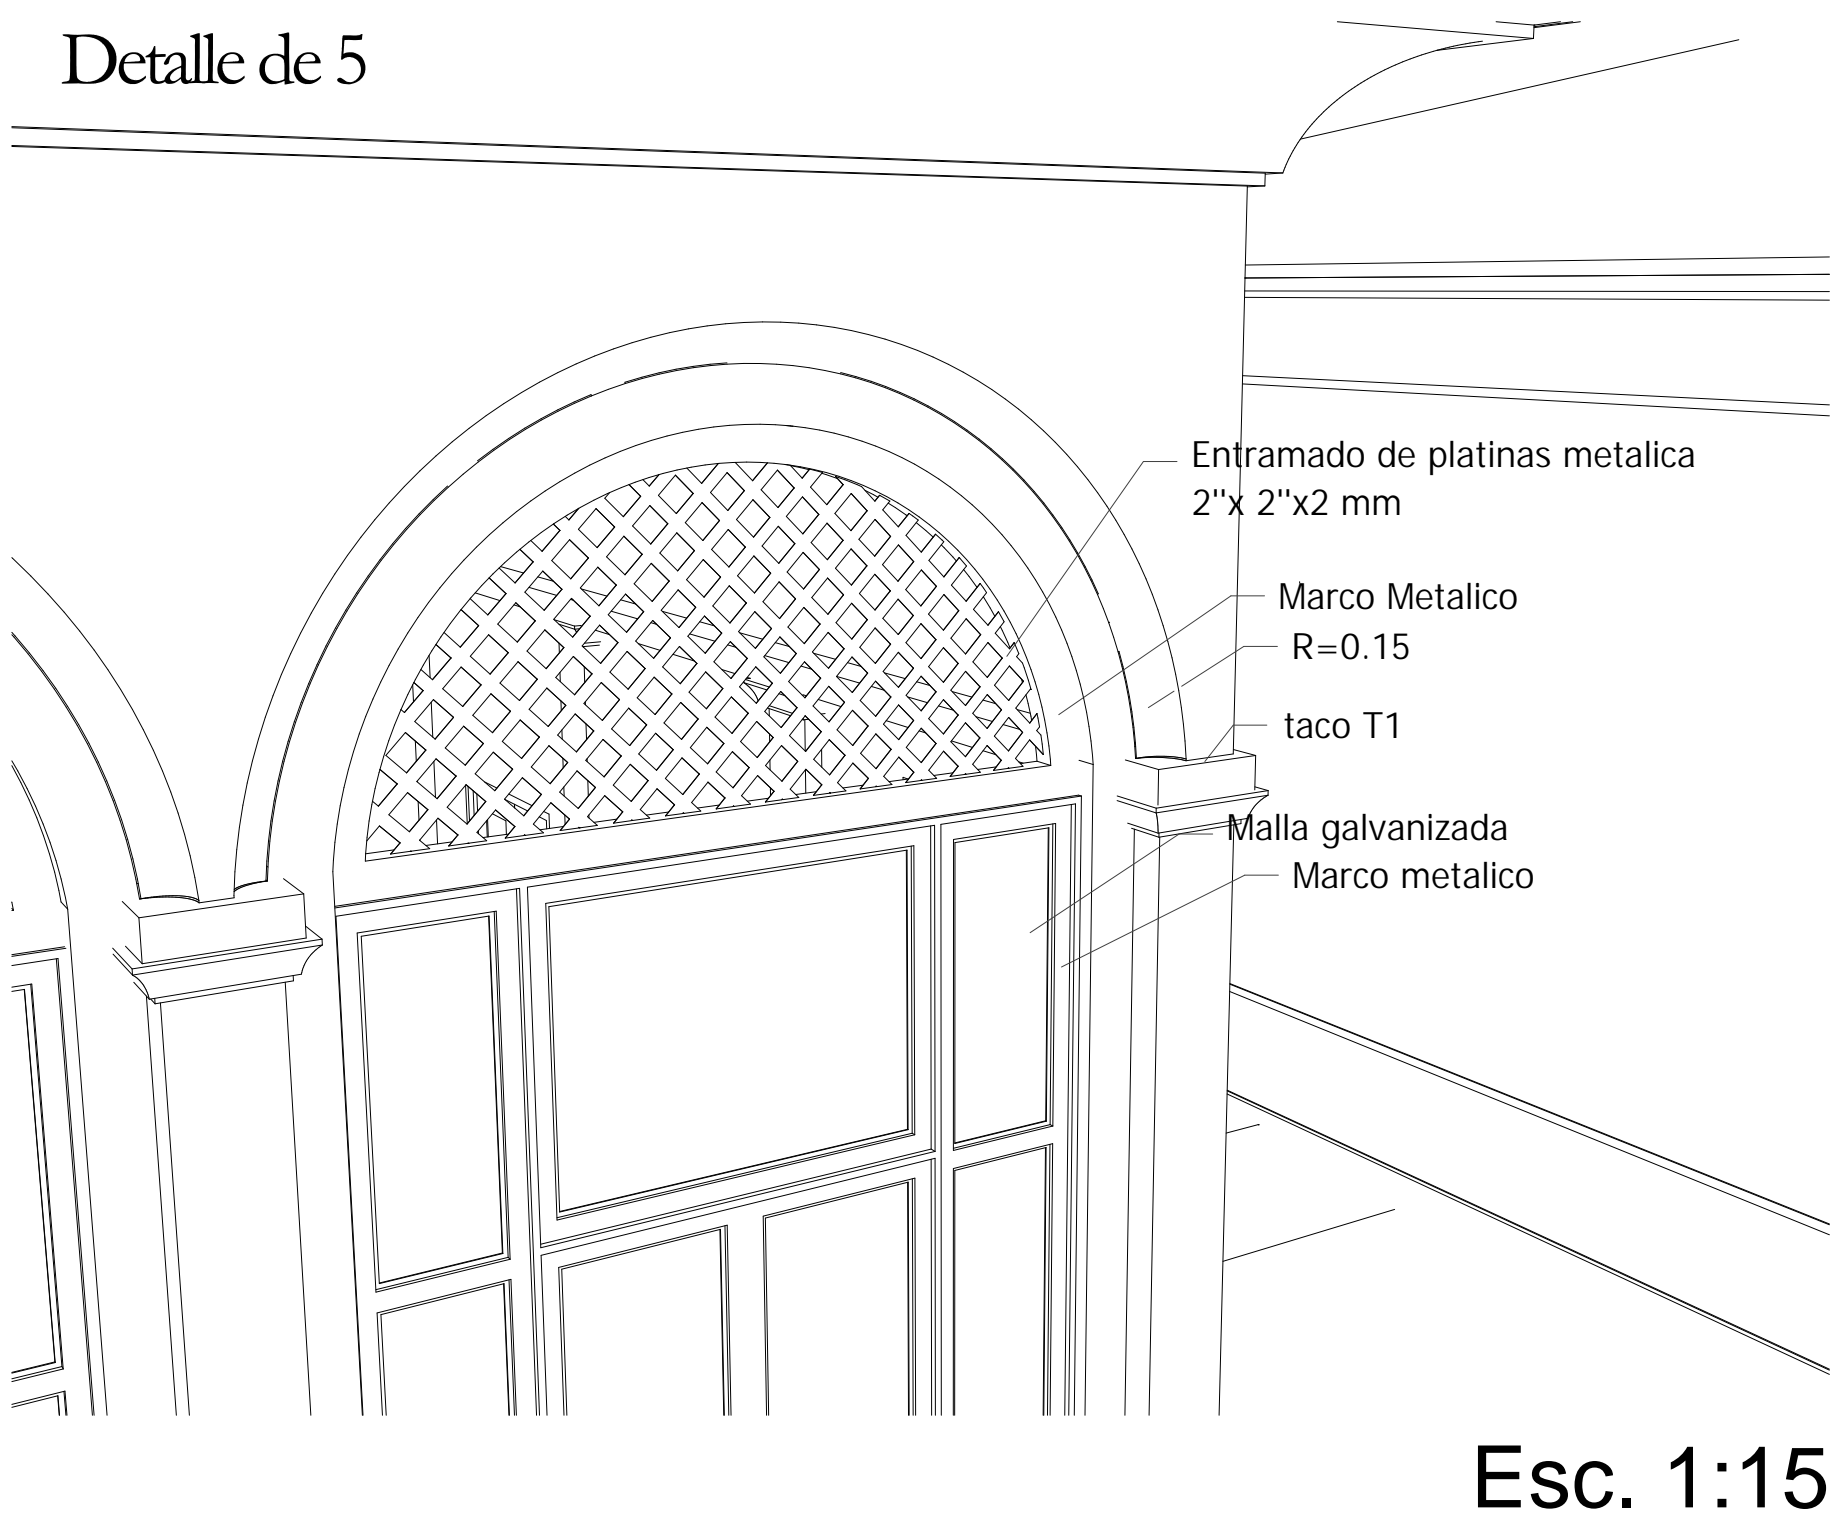 Detalle de 5
Entramado de platinas metalica
2''x 2''x2 mm
Marco Metalico
R=0.15
taco T1
Malla galvanizada
Marco metalico
Esc. 1:15